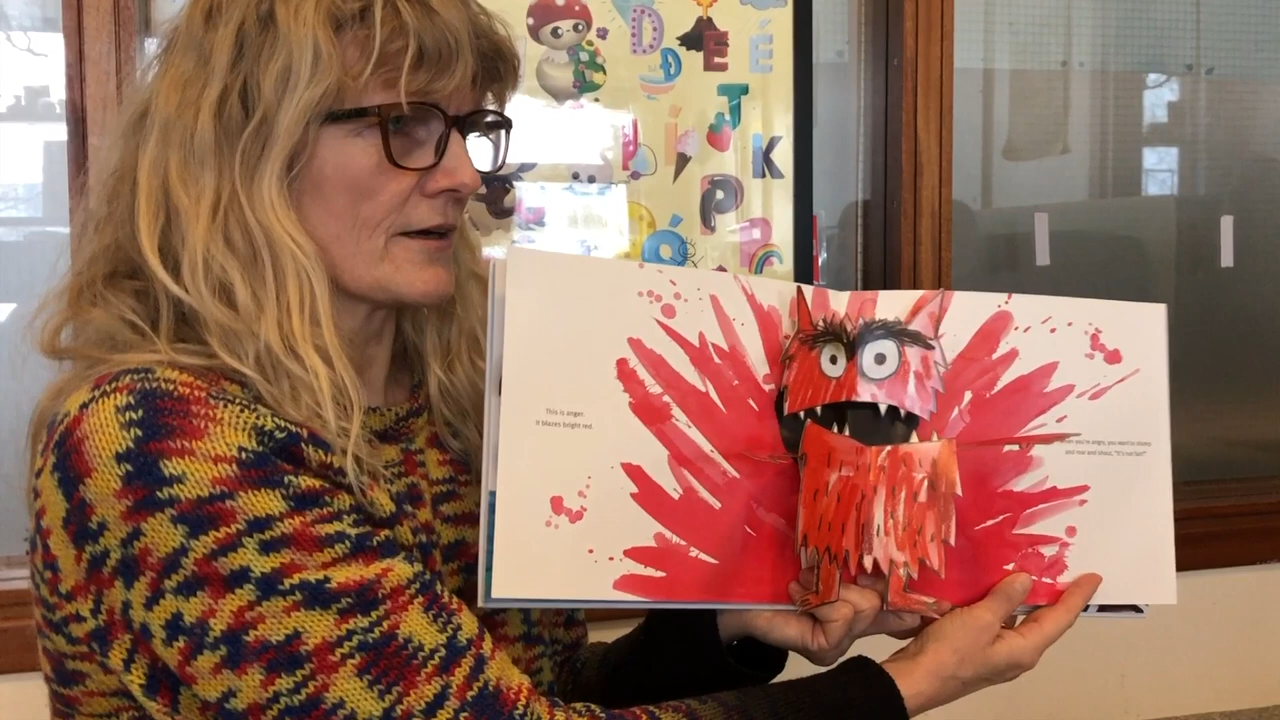 D
E
É
Ð
J
Í
K
P
Ó
R
This is anger.
It blazes bright red.
When you're angry, you want to stomp
and roar and shout, "It's not fair!"